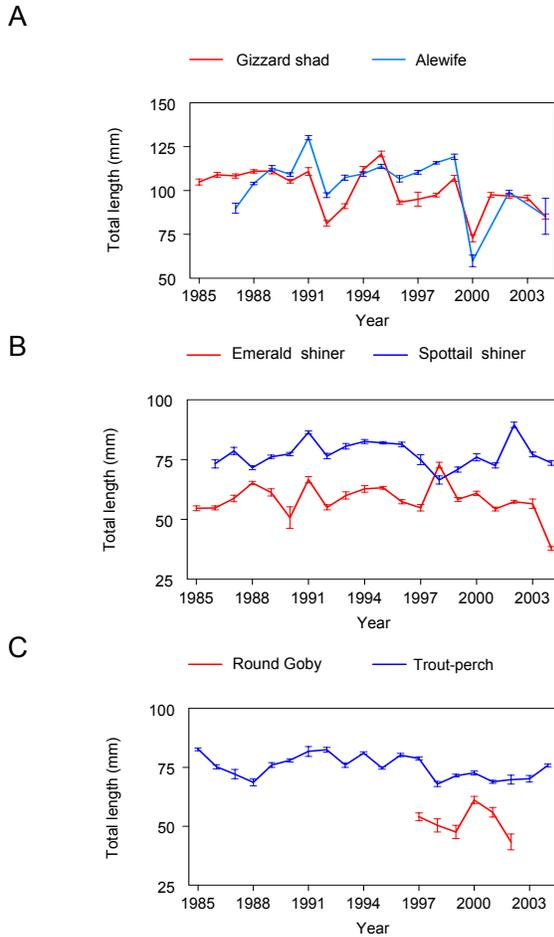 A
Gizzard shad Alewife
150
125
100
75
50
Total length (mm)
1985 1988 1991 1994 1997 2000 2003
Year
B
Emerald shiner Spottail shiner
100
75
50
25
Total length (mm)
1985 1988 1991 1994 1997 2000 2003
Year
C
Round Goby Trout-perch
100
75
50
25
Total length (mm)
1985 1988 1991 1994 1997 2000 2003
Year